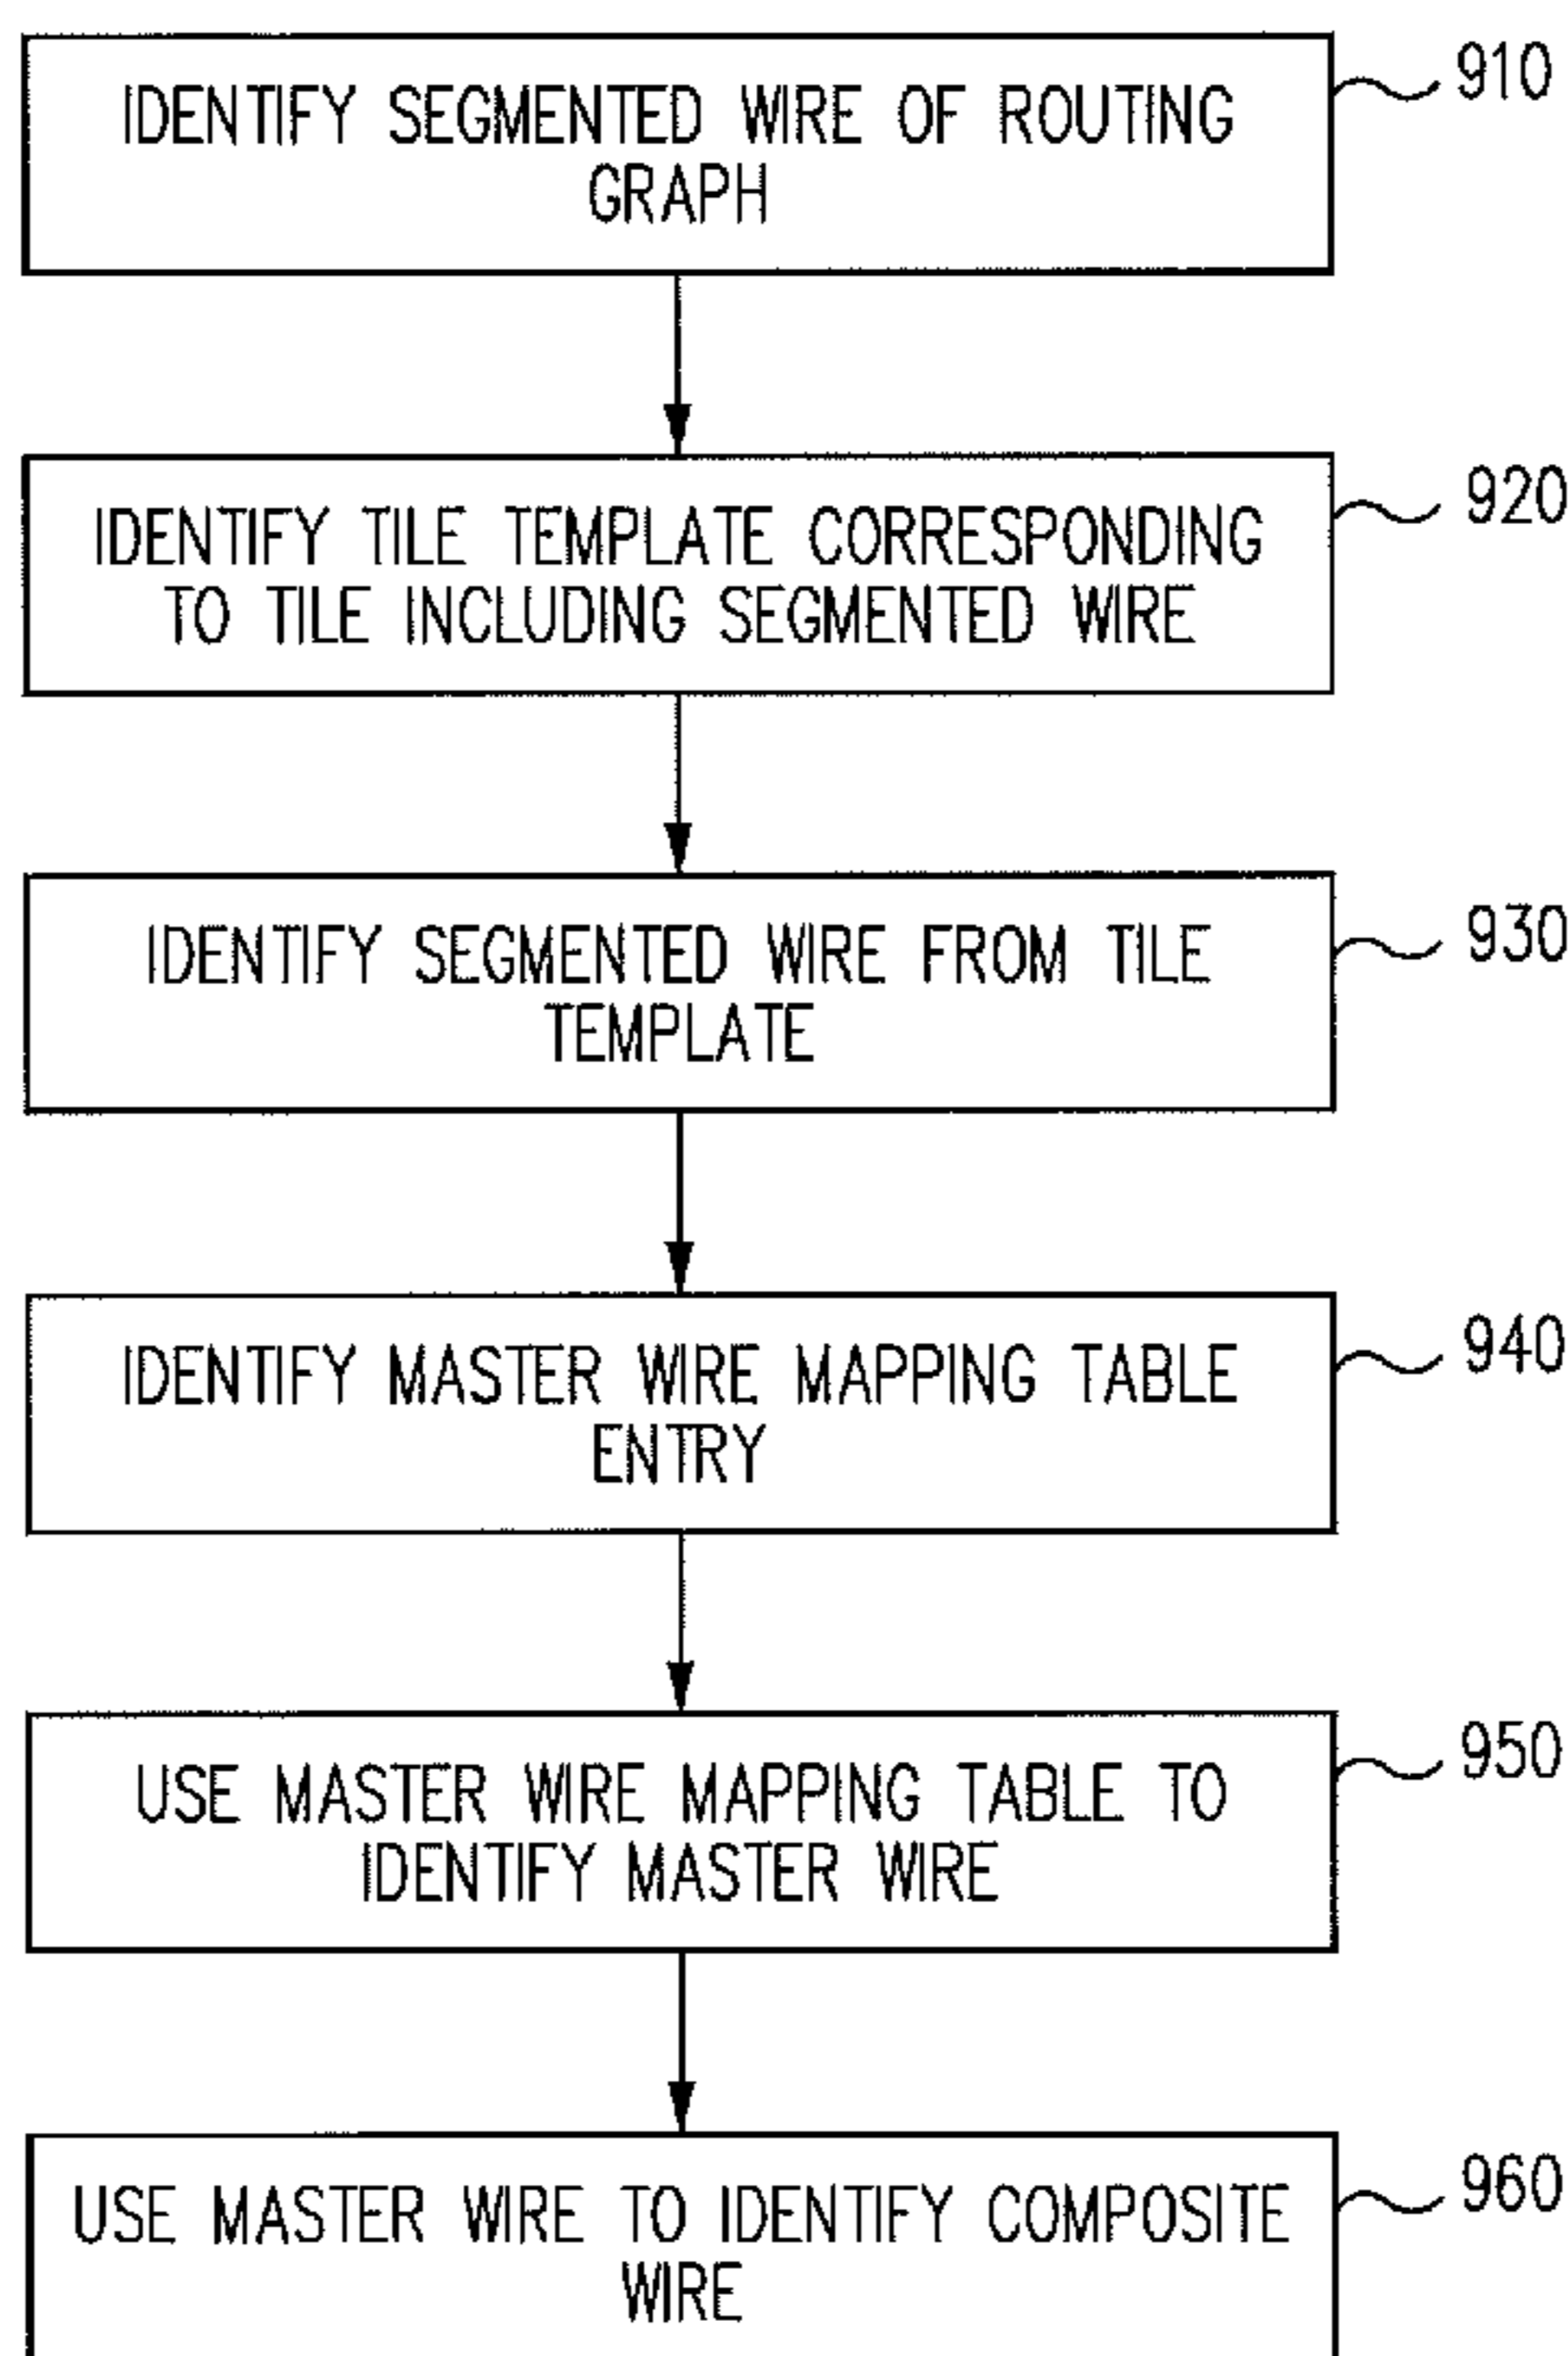 IDENTIFY SEGMENTED WIRE OF ROUTING
GRAPH
910
IDENTIFY TILE TEMPLATE CORRESPONDING
TO TILE INCLUDING SEGMENTED WIRE
920
IDENTIFY SEGMENTED WIRE FROM TILE
TEMPLATE
930
IDENTIFY MASTER WIRE MAPPING TABLE
ENTRY
940
USE MASTER WIRE MAPPING TABLE TO
IDENTIFY MASTER WIRE
950
USE MASTER WIRE TO IDENTIFY COMPOSITE
WIRE
960